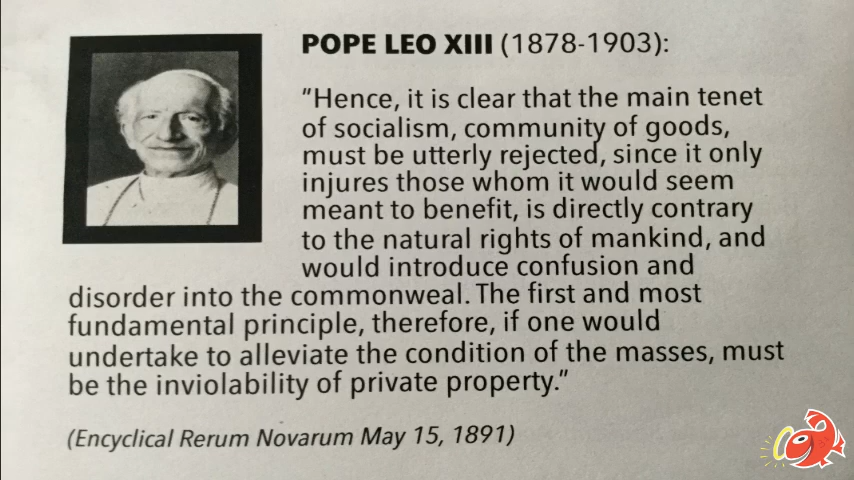 POPE LEO XIII (1878-1903):
"Hence, it is clear that the main tenet
of socialism, community of goods,
must be utterly rejected, since it only
injures those whom it would seem
meant to benefit, is directly contrary
to the natural rights of mankind, and
would introduce confusion and
disorder into the commonweal. The first and most
fundamental principle, therefore, if one would
undertake to alleviate the condition of the masses, must
be the inviolability of private property."
(Encyclical Rerum Novarum May 15, 1891)